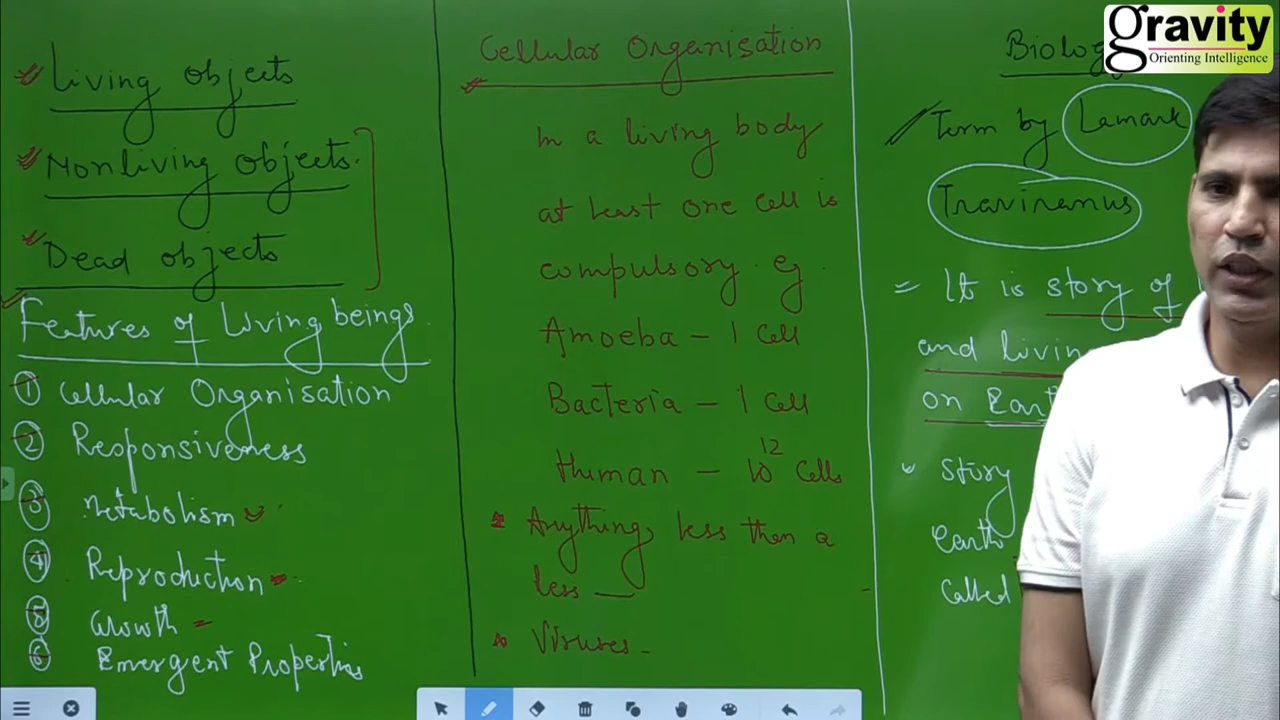 Living objects
Nonliving objects.
Dead objects
Features of Living beings.
① Cellular Organisation
② Responsiveness
③ Metabolism
④ Reproduction
⑤ Growth
⑥ Emergent Properties
Cellular Organisation
In a living body
at least one cell is
compulsory. eg.
Amoeba - 1 Cell
Bacteria - 1 Cell
Human - 10¹² Cells
Anything less than a
less —
Viruses -
gravity
Orienting Intelligence
Term by Lamark
Traviranus
= It is story of
and livin
on Eart
Story
Earth
Called